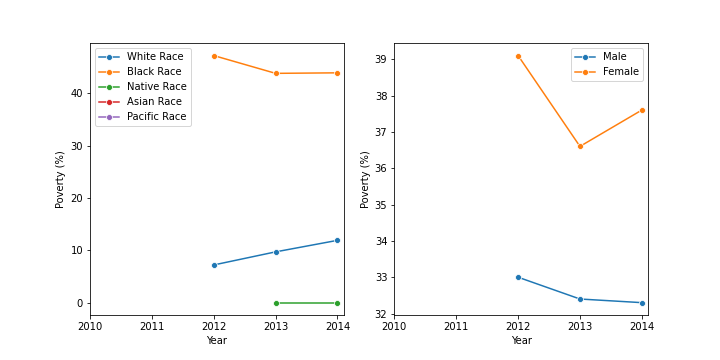 White Race
Black Race
Native Race
Asian Race
Pacific Race
Poverty (%)
40
30
20
10
0
2010 2011 2012 2013 2014
Year
Male
Female
Poverty (%)
39
38
37
36
35
34
33
32
2010 2011 2012 2013 2014
Year